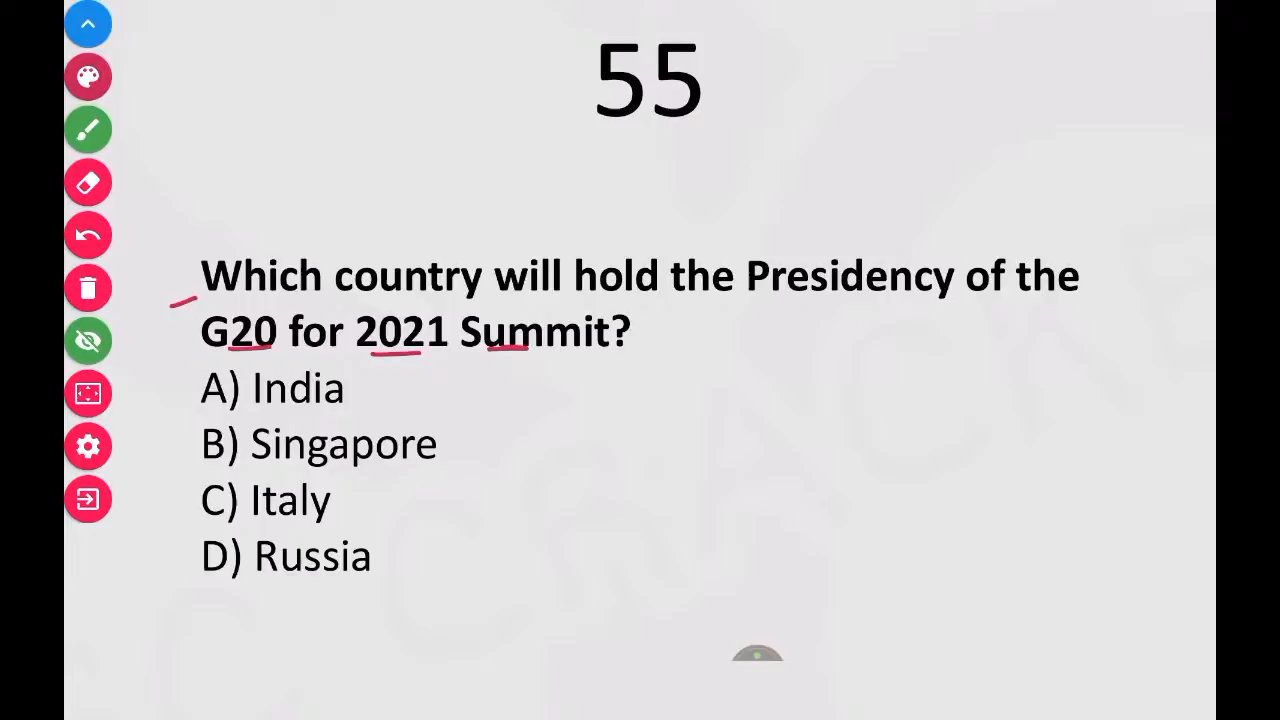 55
Which country will hold the Presidency of the
G20 for 2021 Summit?
A) India
B) Singapore
C) Italy
D) Russia